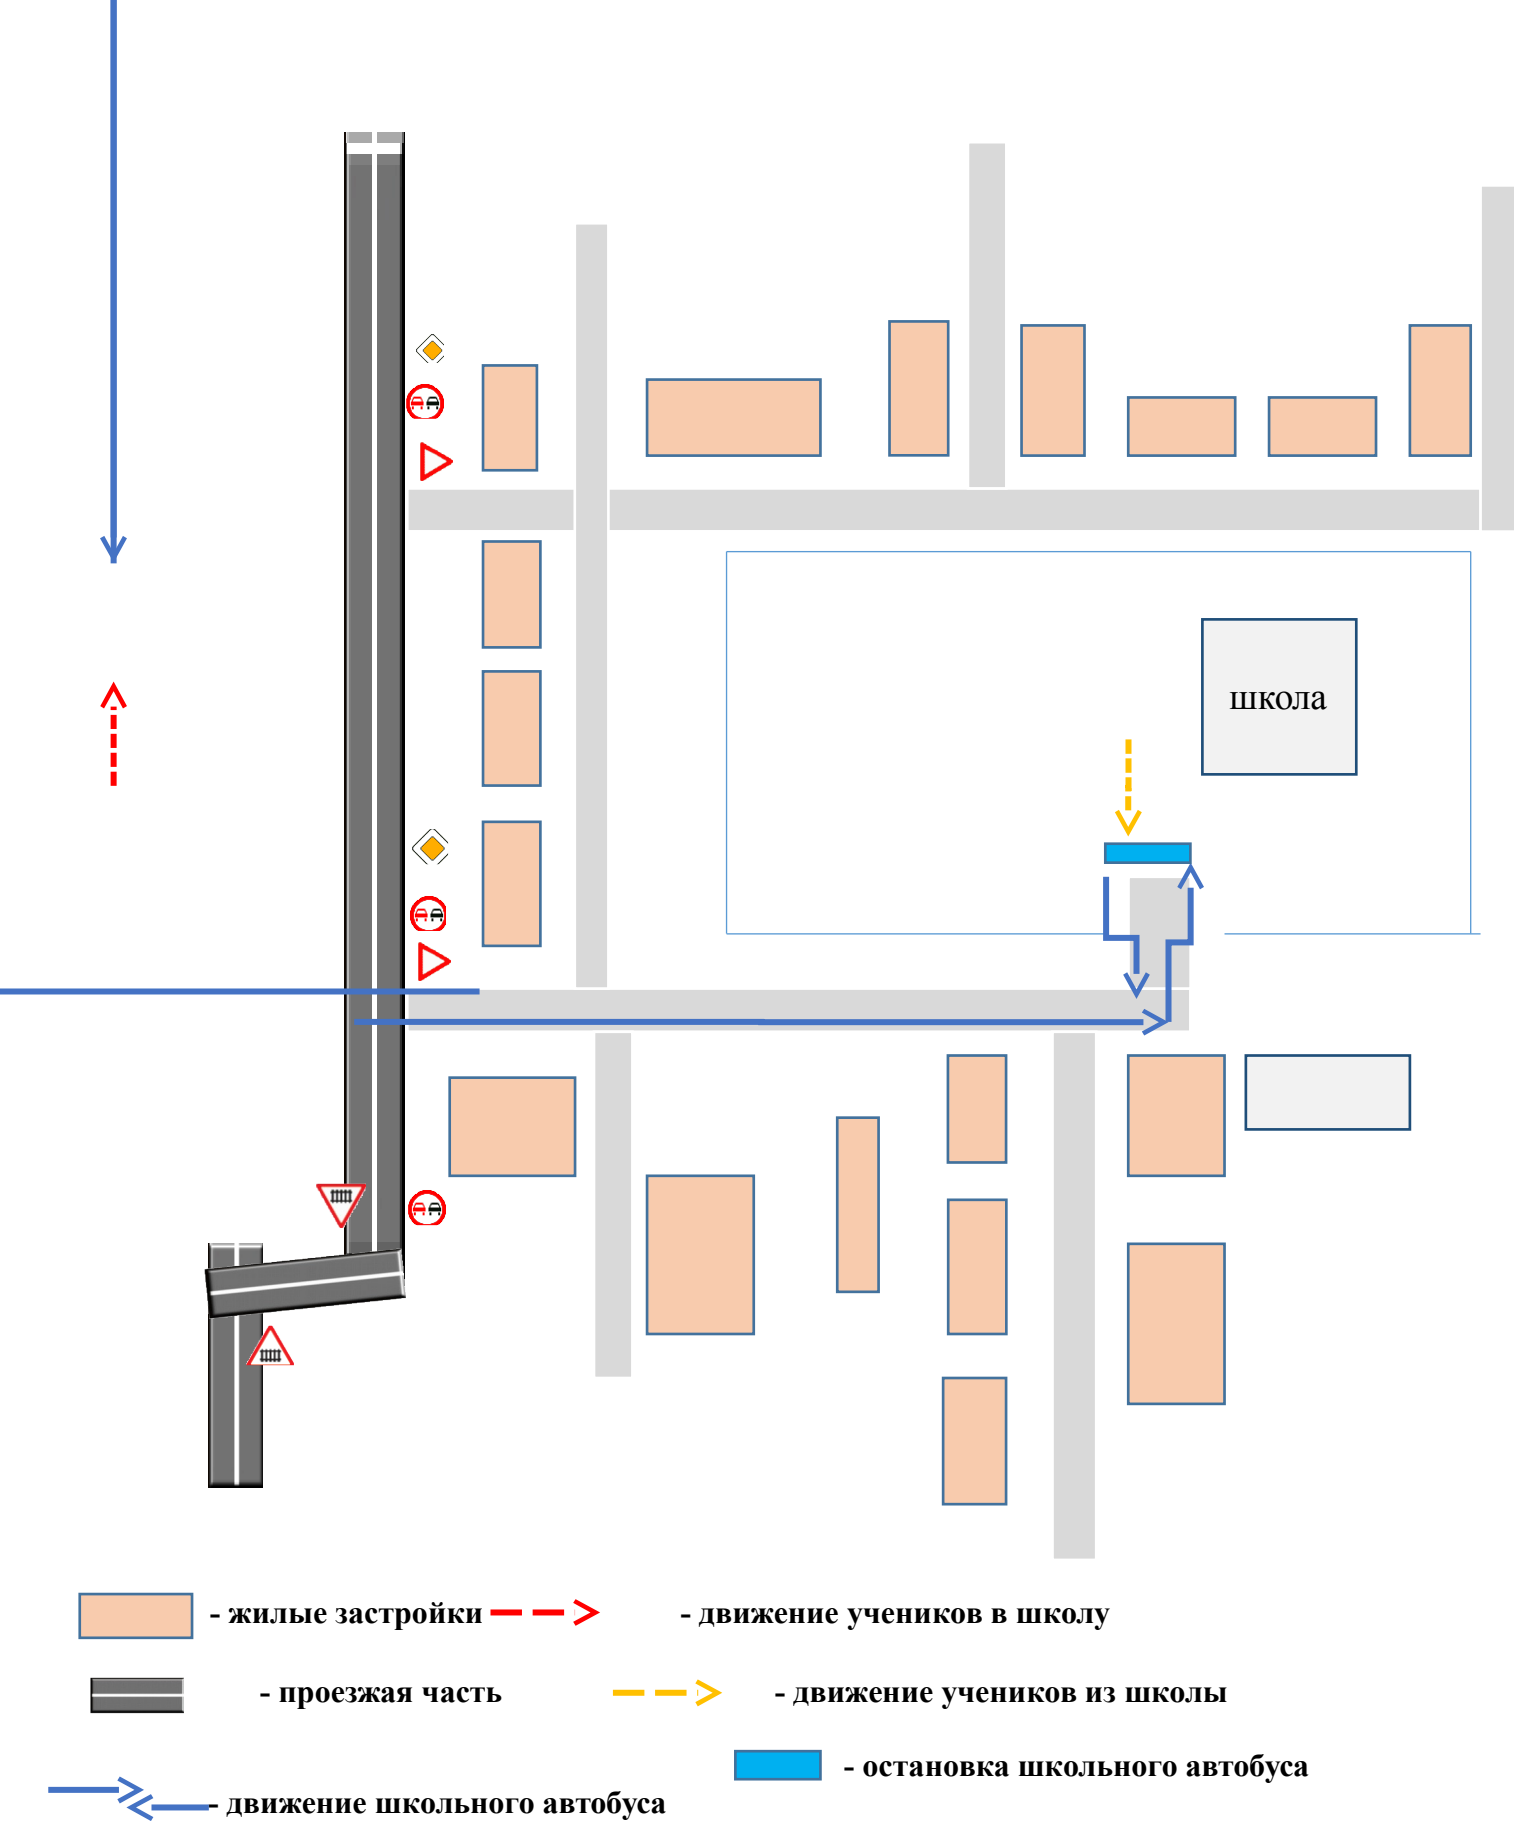 школа
- жилые застройки
- движение учеников в школу
- проезжая часть
- движение учеников из школы
- остановка школьного автобуса
- движение школьного автобуса